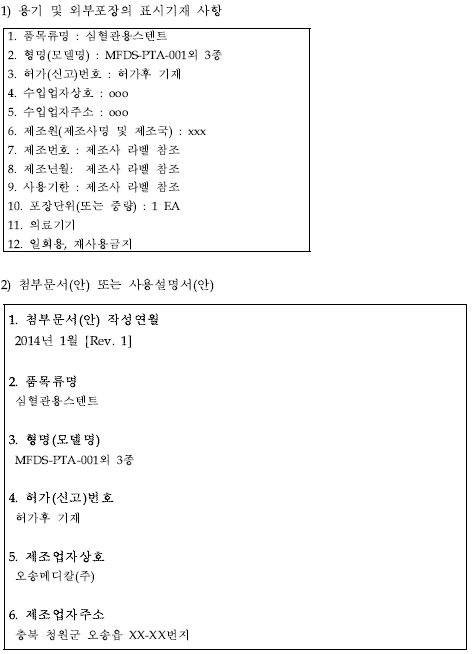 1) 용기 및 외부포장의 표시기재 사항
1. 품목류명 : 심혈관용스텐트
2. 형명(모델명) : MFDS-PTA-001외 3종
3. 허가(신고)번호 : 허가후 기재
4. 수입업자상호 : ooo
5. 수입업자주소 : ooo
6. 제조원(제조사명 및 제조국) : xxx
7. 제조번호 : 제조사 라벨 참조
8. 제조년월: 제조사 라벨 참조
9. 사용기한 : 제조사 라벨 참조
10. 포장단위(또는 중량) : 1 EA
11. 의료기기
12. 일회용, 재사용금지
2) 첨부문서(안) 또는 사용설명서(안)
1. 첨부문서(안) 작성연월
2014년 1월 [Rev. 1]
2. 품목류명
심혈관용스텐트
3. 형명(모델명)
MFDS-PTA-001외 3종
4. 허가(신고)번호
허가후 기재
5. 제조업자상호
오송메디칼(주)
6. 제조업자주소
충북 청원군 오송읍 XX-XX번지